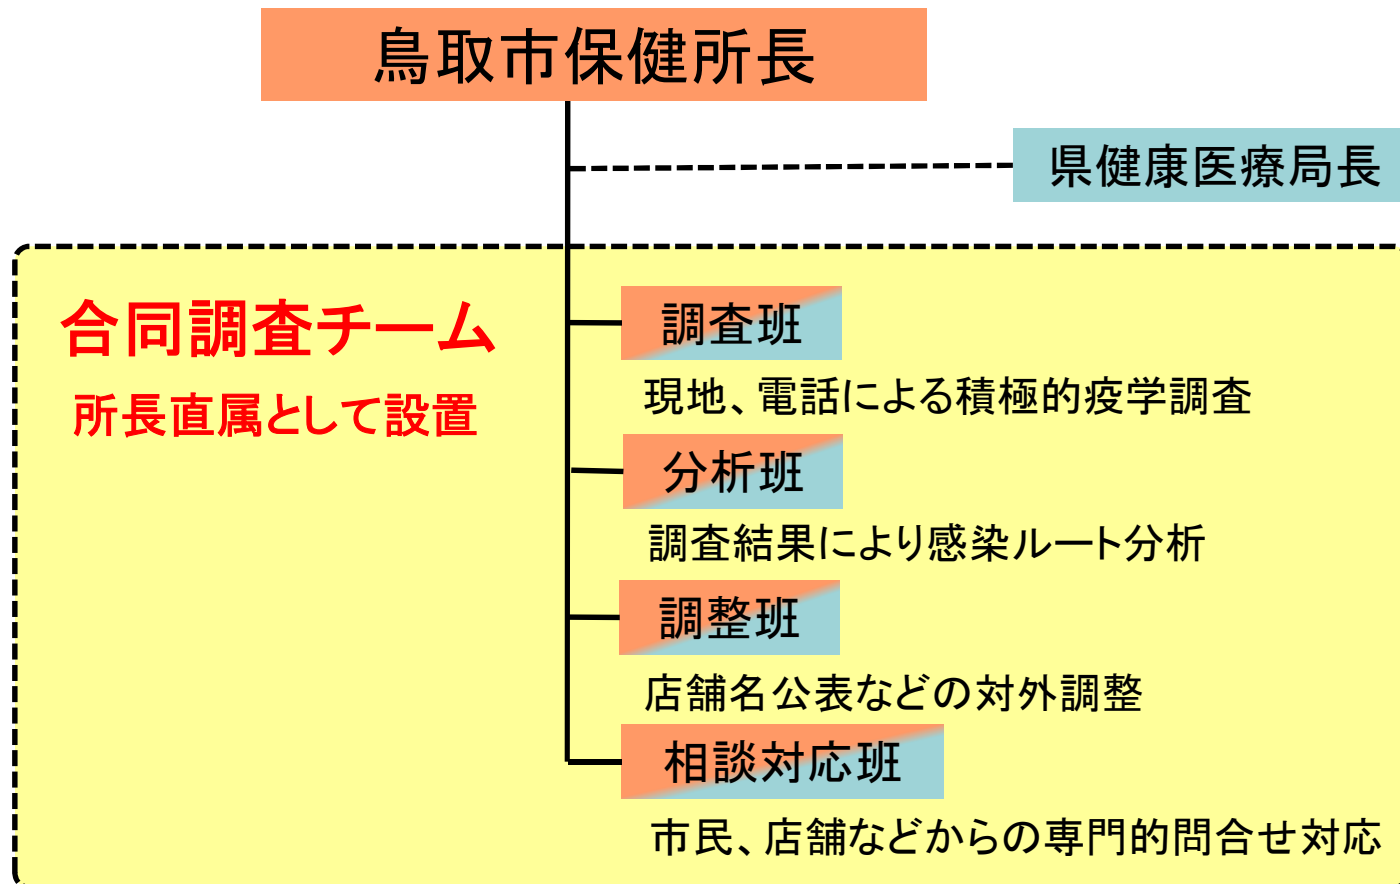 鳥取市保健所長
県健康医療局長
合同調査チーム
所長直属として設置
調査班
現地、電話による積極的疫学調査
分析班
調査結果により感染ルート分析
調整班
店舗名公表などの対外調整
相談対応班
市民、店舗などからの専門的問合せ対応